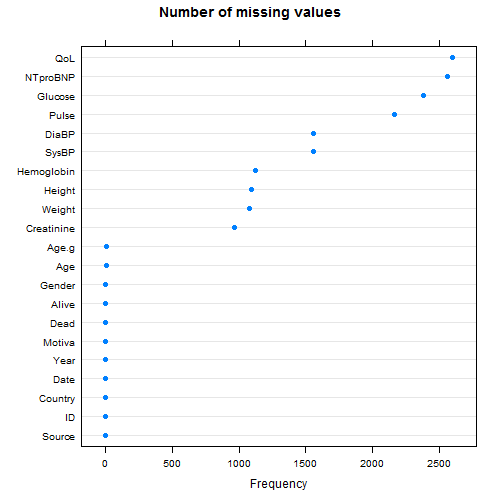 Number of missing values
QoL
NTproBNP
Glucose
Pulse
DiaBP
SysBP
Hemoglobin
Height
Weight
Creatinine
Age.g
Age
Gender
Alive
Dead
Motiva
Year
Date
Country
ID
Source
0 500 1000 1500 2000 2500
Frequency